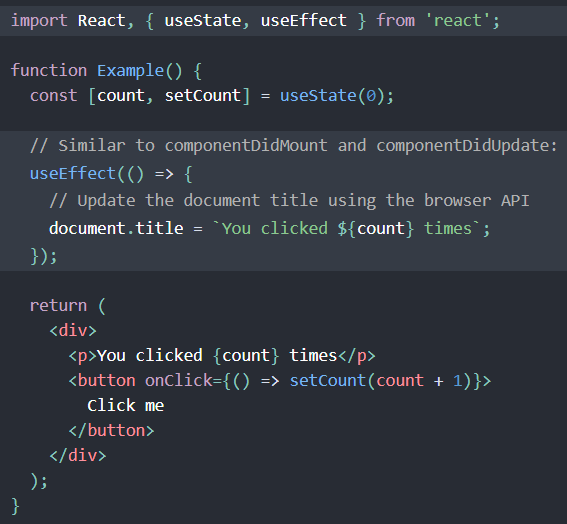 import React, { useState, useEffect } from 'react';
function Example() {
  const [count, setCount] = useState(0);
  // Similar to componentDidMount and componentDidUpdate:
  useEffect(() => {
    // Update the document title using the browser API
    document.title = `You clicked ${count} times`;
  });
  return (
    <div>
      <p>You clicked {count} times</p>
      <button onClick={() => setCount(count + 1)}>
        Click me
      </button>
    </div>
  );
}